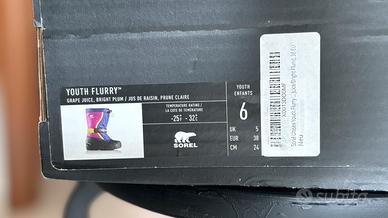 YOUTH FLURRY™
GRAPE JUICE, BRIGHT PLUM / JUS DE RAISIN, PRUNE CLAIRE
TEMPERATURE RATING /
LA COTE DE TEMPÉRATURE
-25°F -32°C
SOREL
YOUTH
ENFANTS
6
UK 5
EUR 38
CM 24
Neu
subito